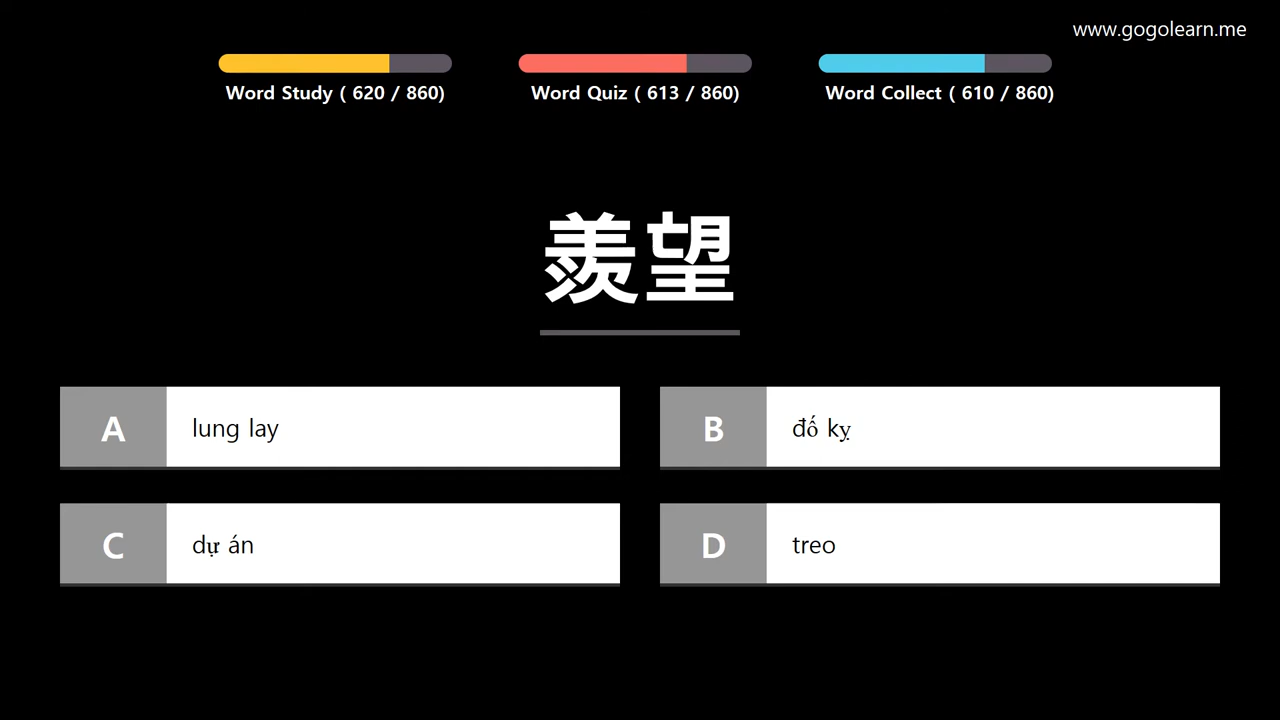 www.gogolearn.me
Word Study ( 620 / 860)
Word Quiz ( 613 / 860)
Word Collect ( 610 / 860)
羨望
A lung lay
B đố kỵ
C dự án
D treo